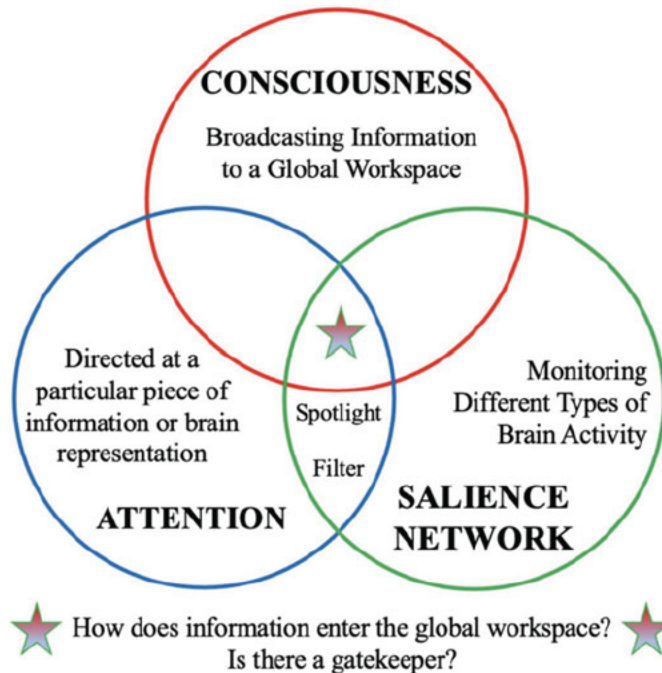 CONSCIOUSNESS
Broadcasting Information
to a Global Workspace
Directed at a
particular piece of
information or brain
representation
ATTENTION
Spotlight
Filter
Monitoring
Different Types of
Brain Activity
SALIENCE
NETWORK
How does information enter the global workspace?
Is there a gatekeeper?